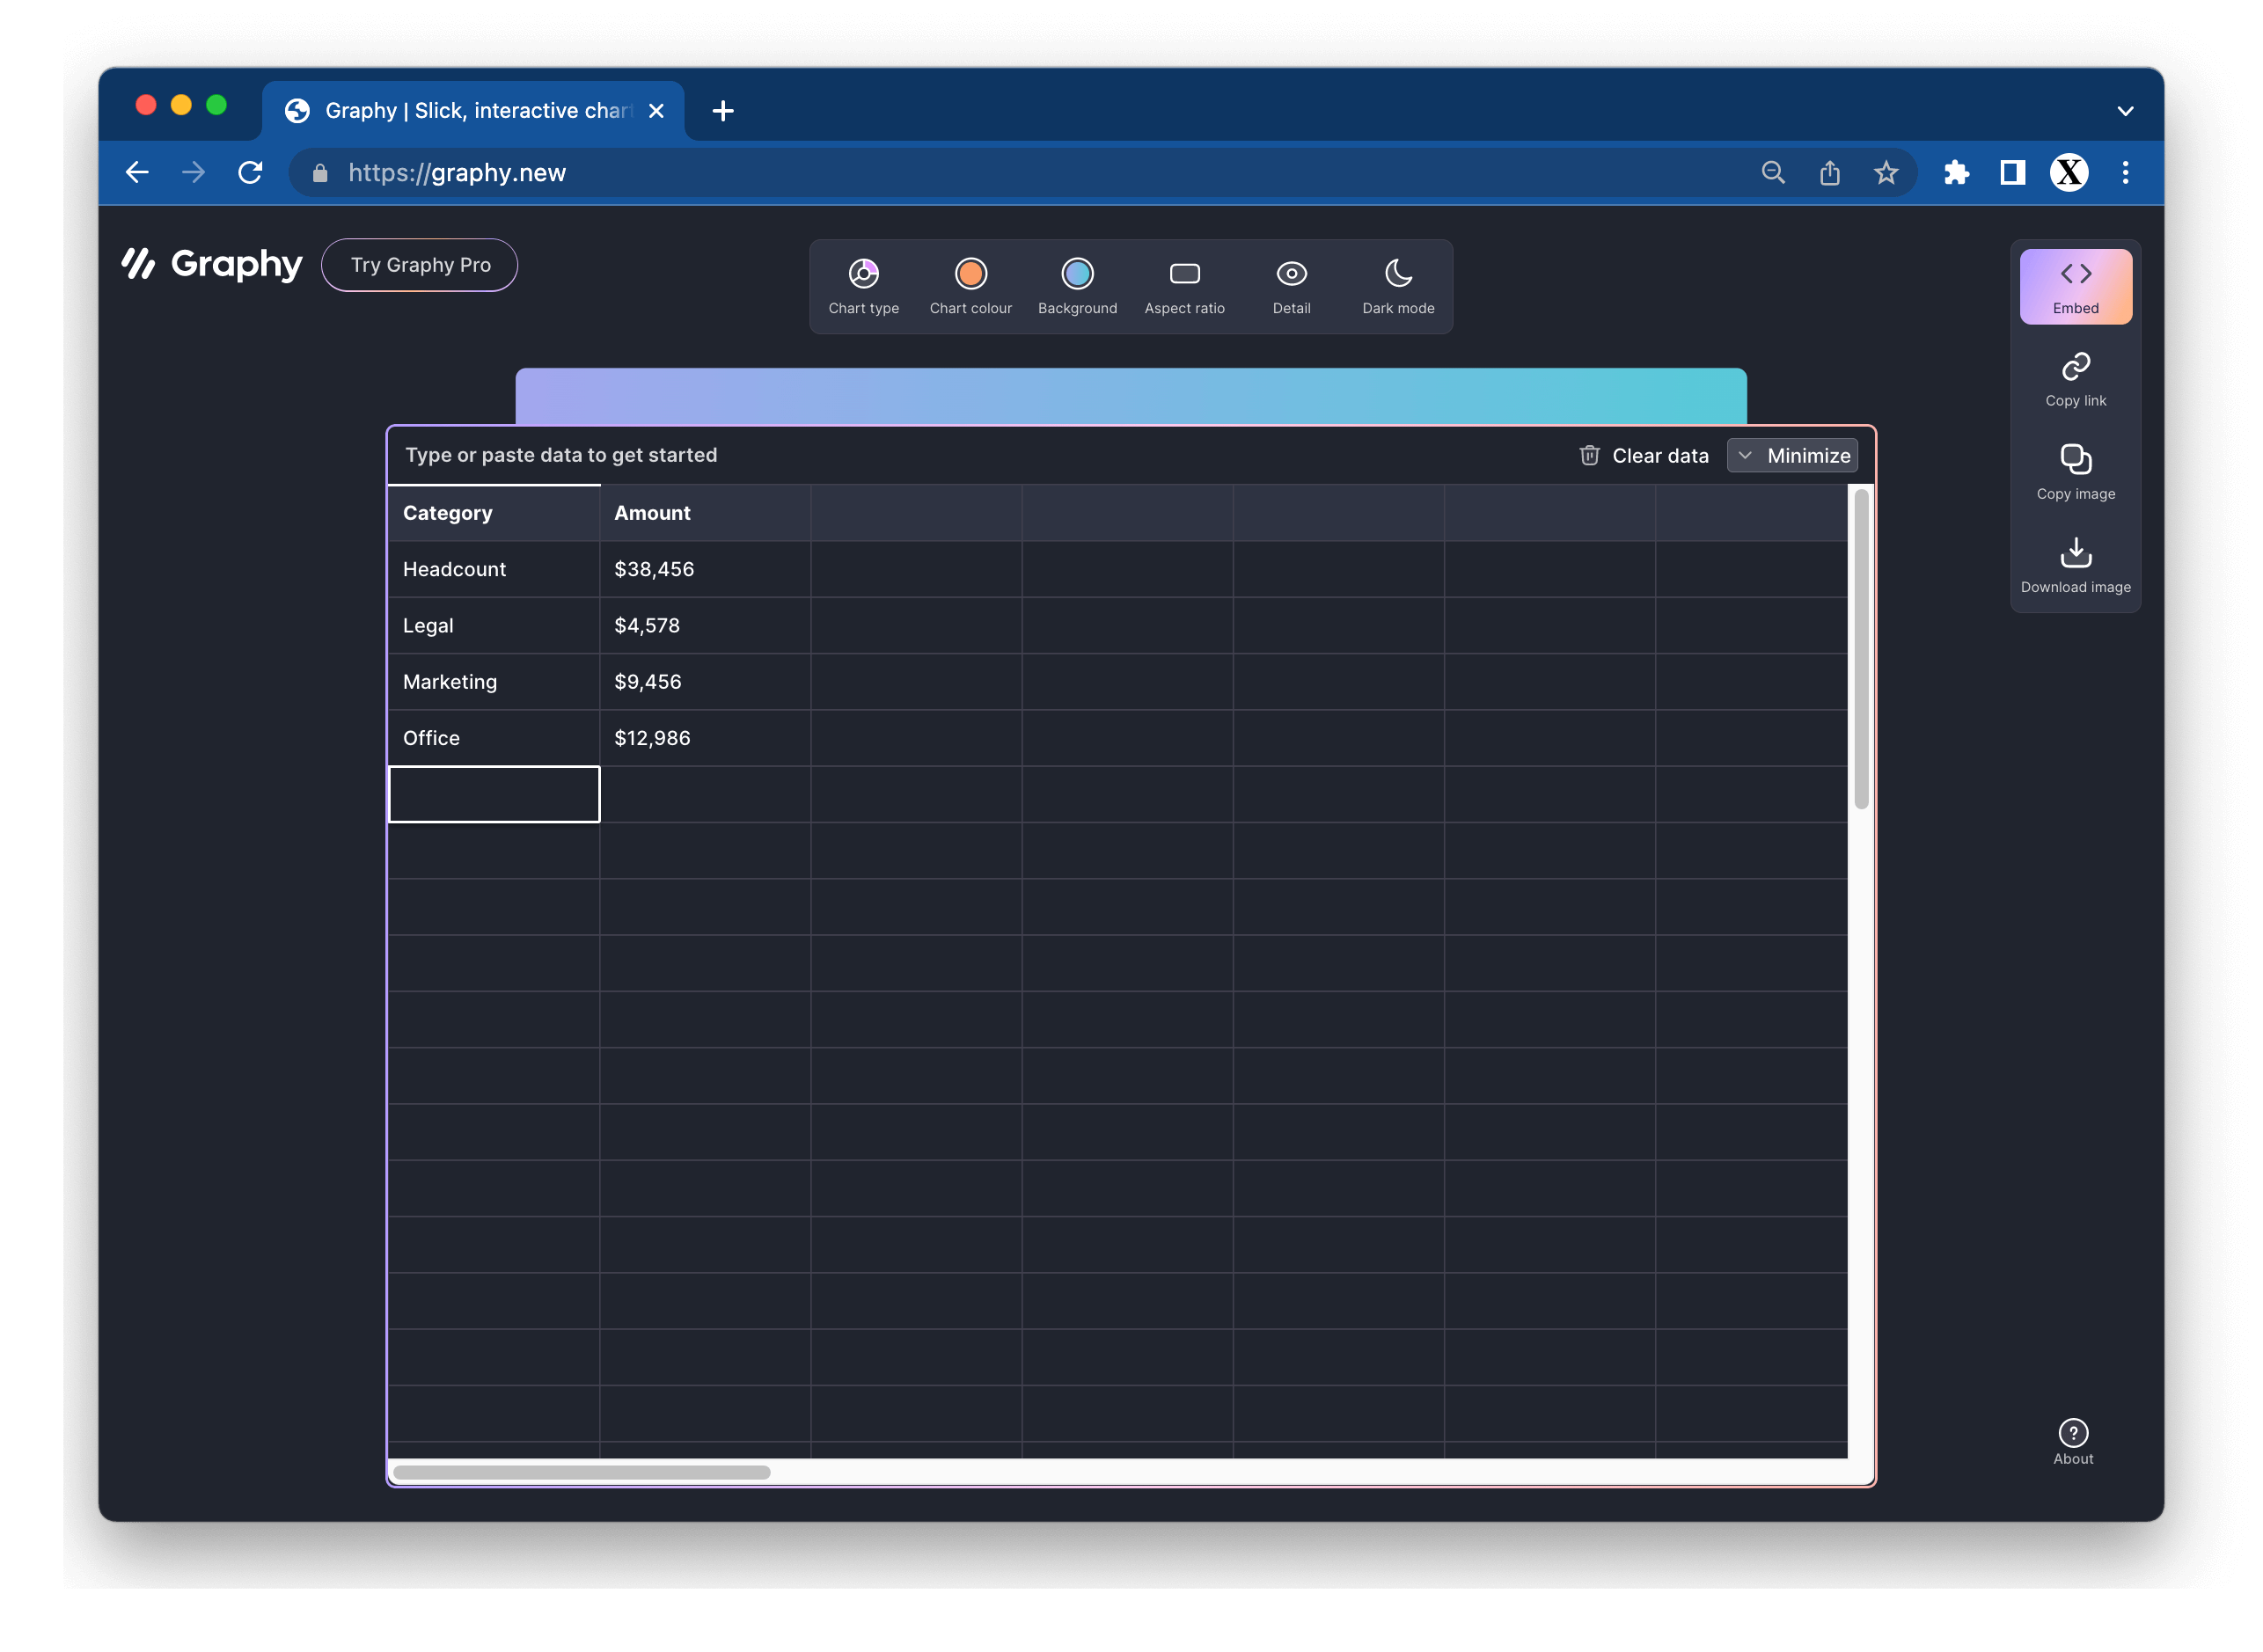 Graphy | Slick, interactive char
https://graphy.new
X
Graphy
Try Graphy Pro
Chart type
Chart colour
Background
Aspect ratio
Detail
Dark mode
Embed
Copy link
Copy image
Download image
Type or paste data to get started
Clear data
Minimize
Category Amount
Headcount $38,456
Legal $4,578
Marketing $9,456
Office $12,986
?
About